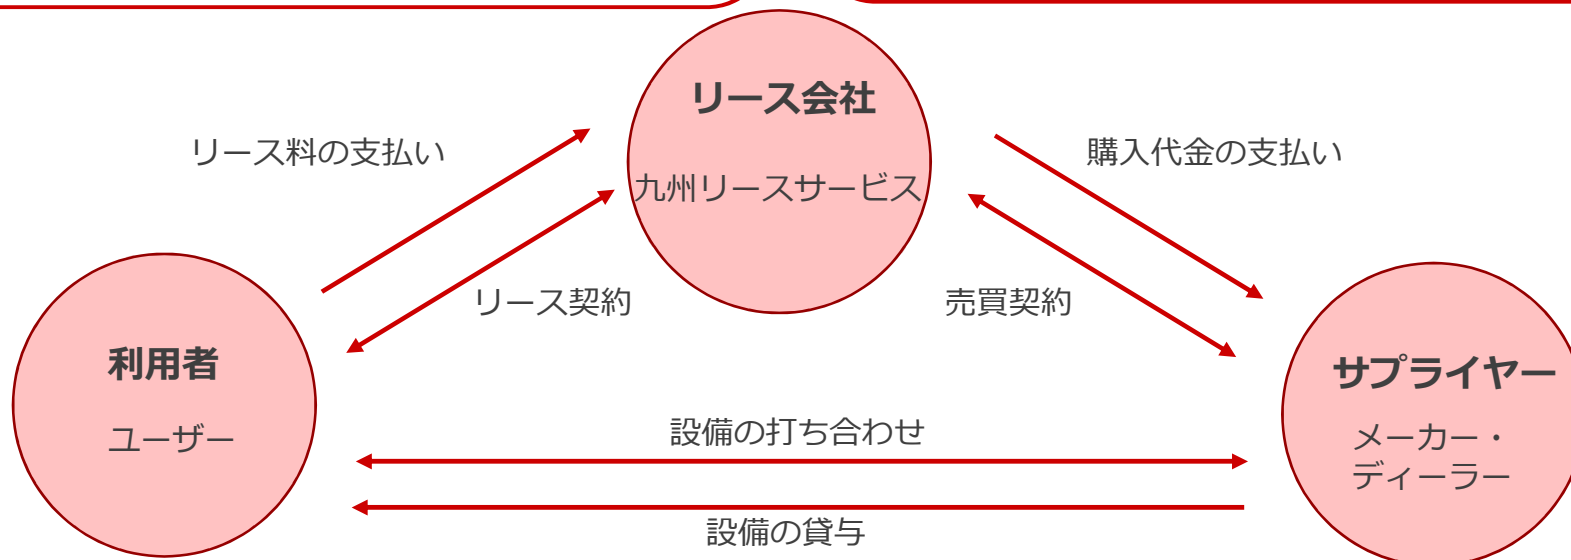 リース会社
九州リースサービス
リース料の支払い
購入代金の支払い
リース契約
売買契約
利用者
ユーザー
サプライヤー
メーカー・
ディーラー
設備の打ち合わせ
設備の貸与